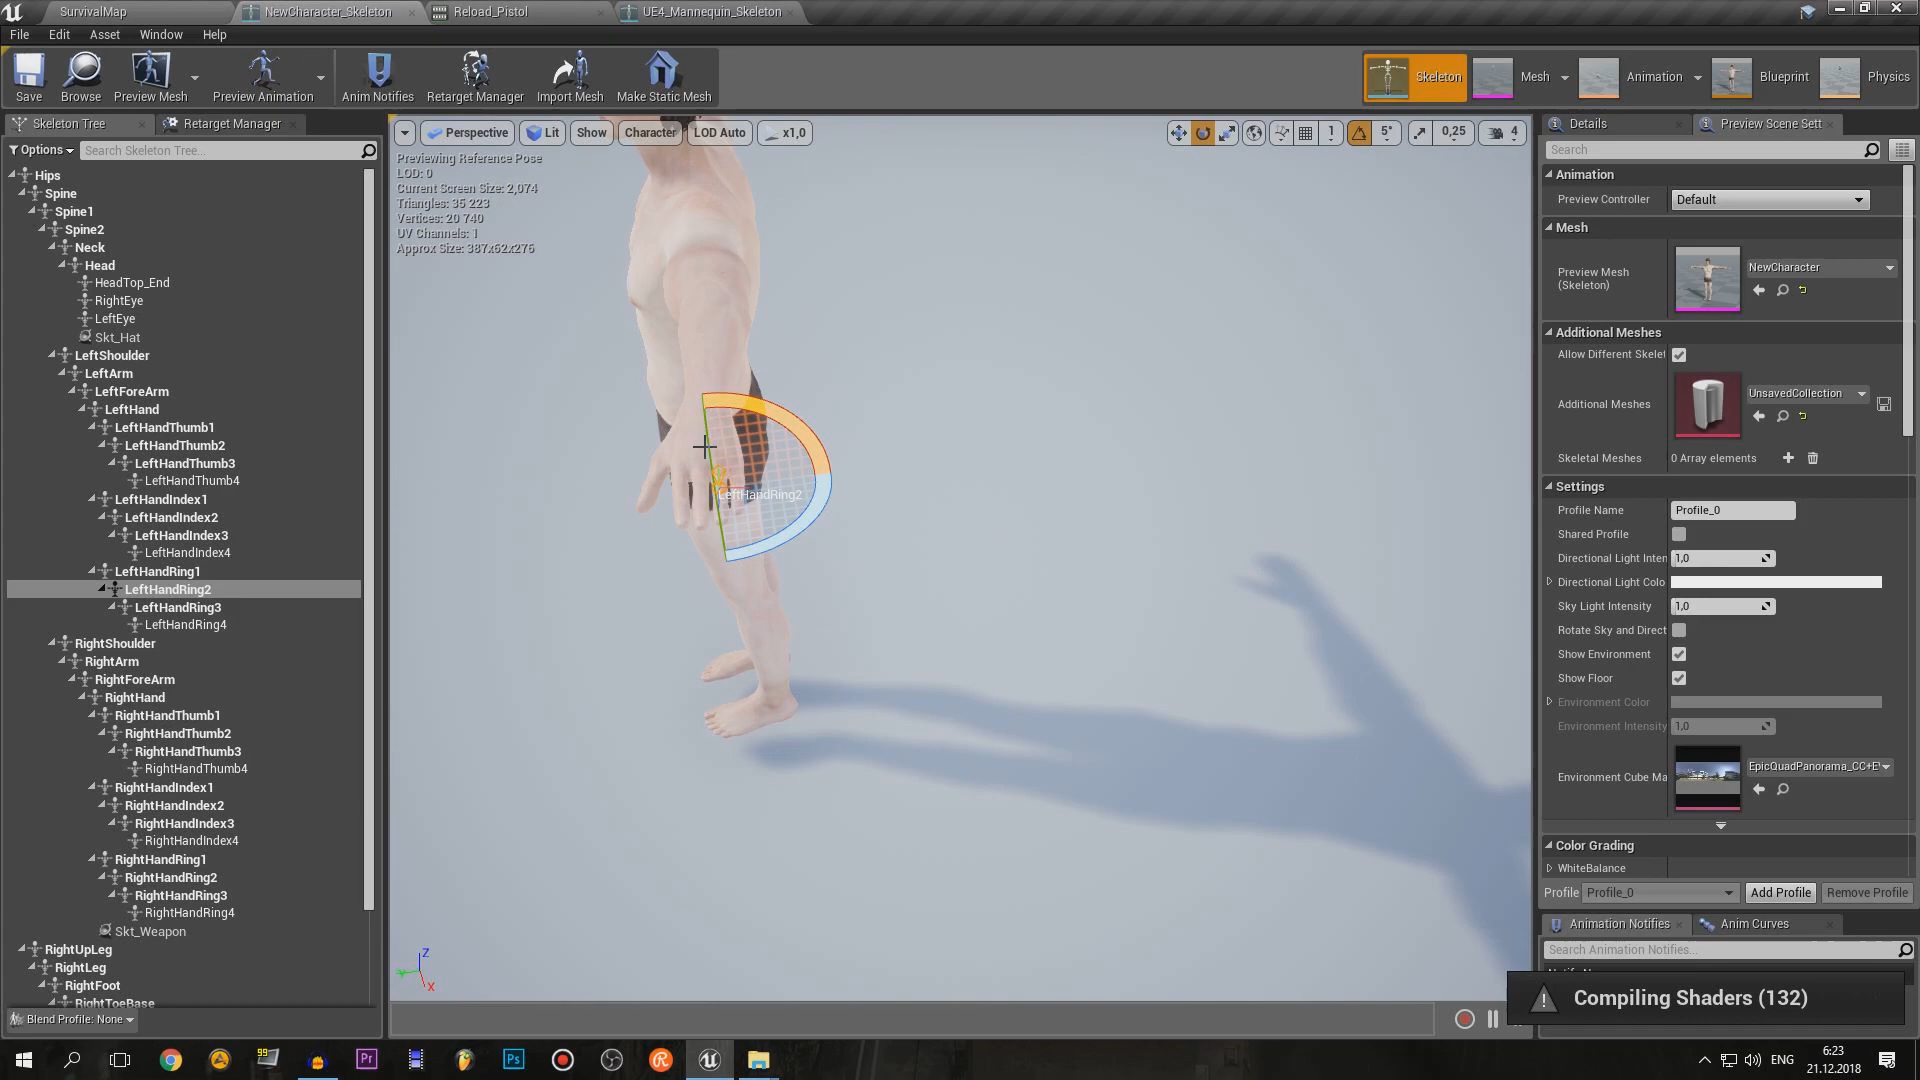 SurvivalMap
NewCharacter_Skeleton
Reload_Pistol
UE4_Mannequin_Skeleton
File Edit Asset Window Help
Save
Browse
Preview Mesh
Preview Animation
Anim Notifies
Retarget Manager
Import Mesh
Make Static Mesh
Skeleton
Mesh
Animation
Blueprint
Physics
Skeleton Tree
Retarget Manager
Options
Search Skeleton Tree...
Hips
Spine
Spine1
Spine2
Neck
Head
HeadTop_End
RightEye
LeftEye
Skt_Hat
LeftShoulder
LeftArm
LeftForeArm
LeftHand
LeftHandThumb1
LeftHandThumb2
LeftHandThumb3
LeftHandThumb4
LeftHandIndex1
LeftHandIndex2
LeftHandIndex3
LeftHandIndex4
LeftHandRing1
LeftHandRing2
LeftHandRing3
LeftHandRing4
RightShoulder
RightArm
RightForeArm
RightHand
RightHandThumb1
RightHandThumb2
RightHandThumb3
RightHandThumb4
RightHandIndex1
RightHandIndex2
RightHandIndex3
RightHandIndex4
RightHandRing1
RightHandRing2
RightHandRing3
RightHandRing4
Skt_Weapon
RightUpLeg
RightLeg
RightFoot
RightToeBase
Blend Profile: None
Perspective
Lit
Show
Character
LOD Auto
x1,0
1
5°
0,25
4
Previewing Reference Pose
LOD: 0
Current Screen Size: 2,074
Triangles: 35 223
Vertices: 20 740
UV Channels: 1
Approx Size: 387x62x276
LeftHandRing2
Z
X
Details
Preview Scene Sett
Search
Animation
Preview Controller
Default
Mesh
Preview Mesh
(Skeleton)
NewCharacter
Additional Meshes
Allow Different Skelet
Additional Meshes
UnsavedCollection
Skeletal Meshes
0 Array elements
Settings
Profile Name
Profile_0
Shared Profile
Directional Light Inten
1,0
Directional Light Colo
Sky Light Intensity
1,0
Rotate Sky and Direct
Show Environment
Show Floor
Environment Color
Environment Intensity
1,0
Environment Cube Ma
EpicQuadPanorama_CC+E
Color Grading
WhiteBalance
Profile
Profile_0
Add Profile
Remove Profile
Animation Notifies
Anim Curves
Search Animation Notifies...
Compiling Shaders (132)
99
Pr
Ps
ENG
6:23
21.12.2018